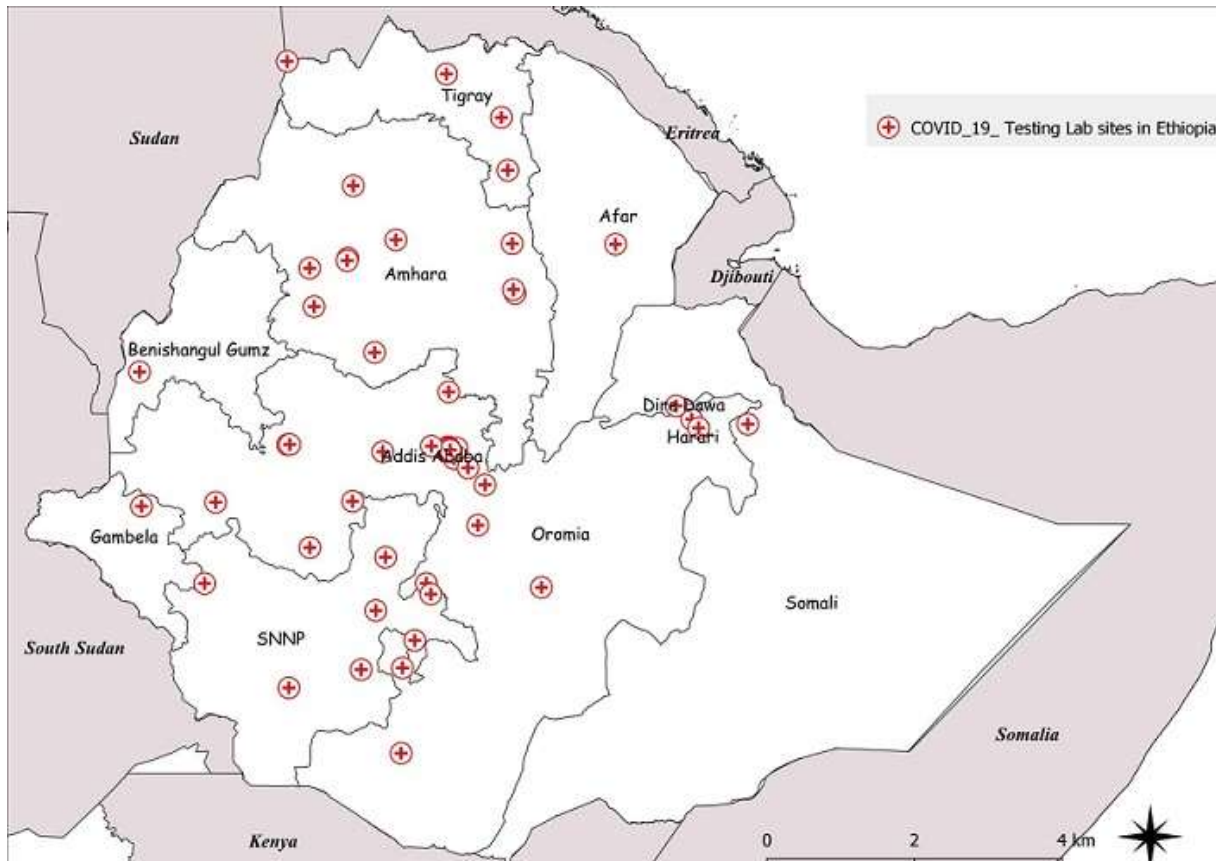 Tigray
Sudan
COVID_19_ Testing Lab sites in Ethiopia
Eritrea
Afar
Amhara
Djibouti
Benishangul Gumz
Dira Dawa
Harari
Addis Ababa
Gambela
Oromia
Somali
SNNP
South Sudan
Somalia
Kenya
0 2 4 km